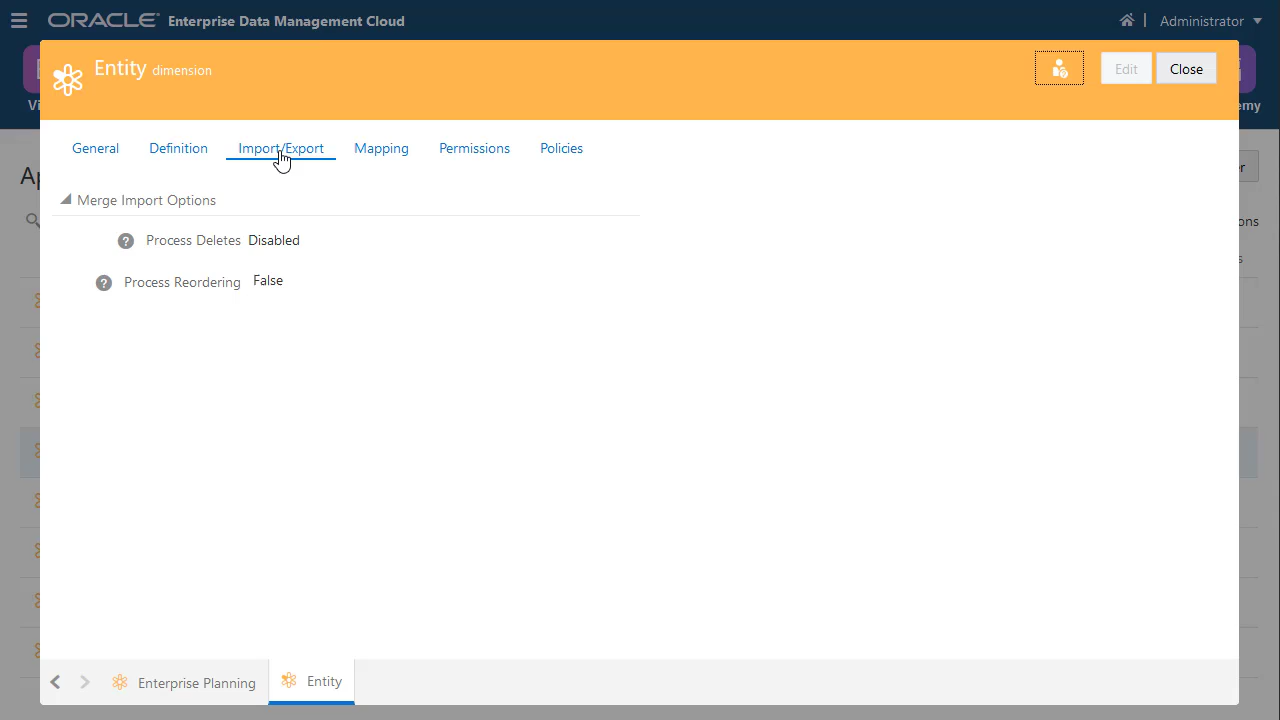 ORACLE Enterprise Data Management Cloud
Administrator
Entity dimension
Edit
Close
General
Definition
Import/Export
Mapping
Permissions
Policies
Merge Import Options
Process Deletes Disabled
Process Reordering False
Enterprise Planning
Entity